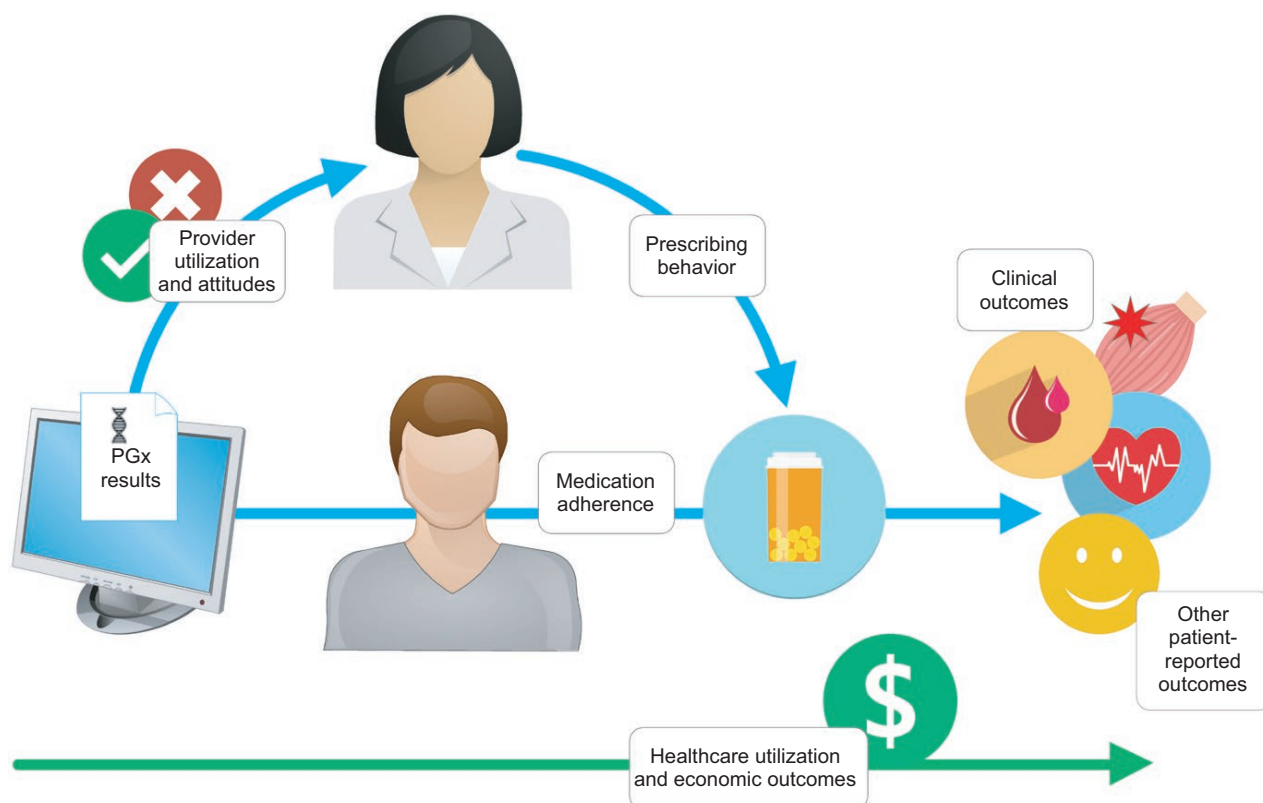 Provider
utilization
and attitudes
Prescribing
behavior
Clinical
outcomes
PGx
results
Medication
adherence
Other
patient-
reported
outcomes
$
Healthcare utilization
and economic outcomes